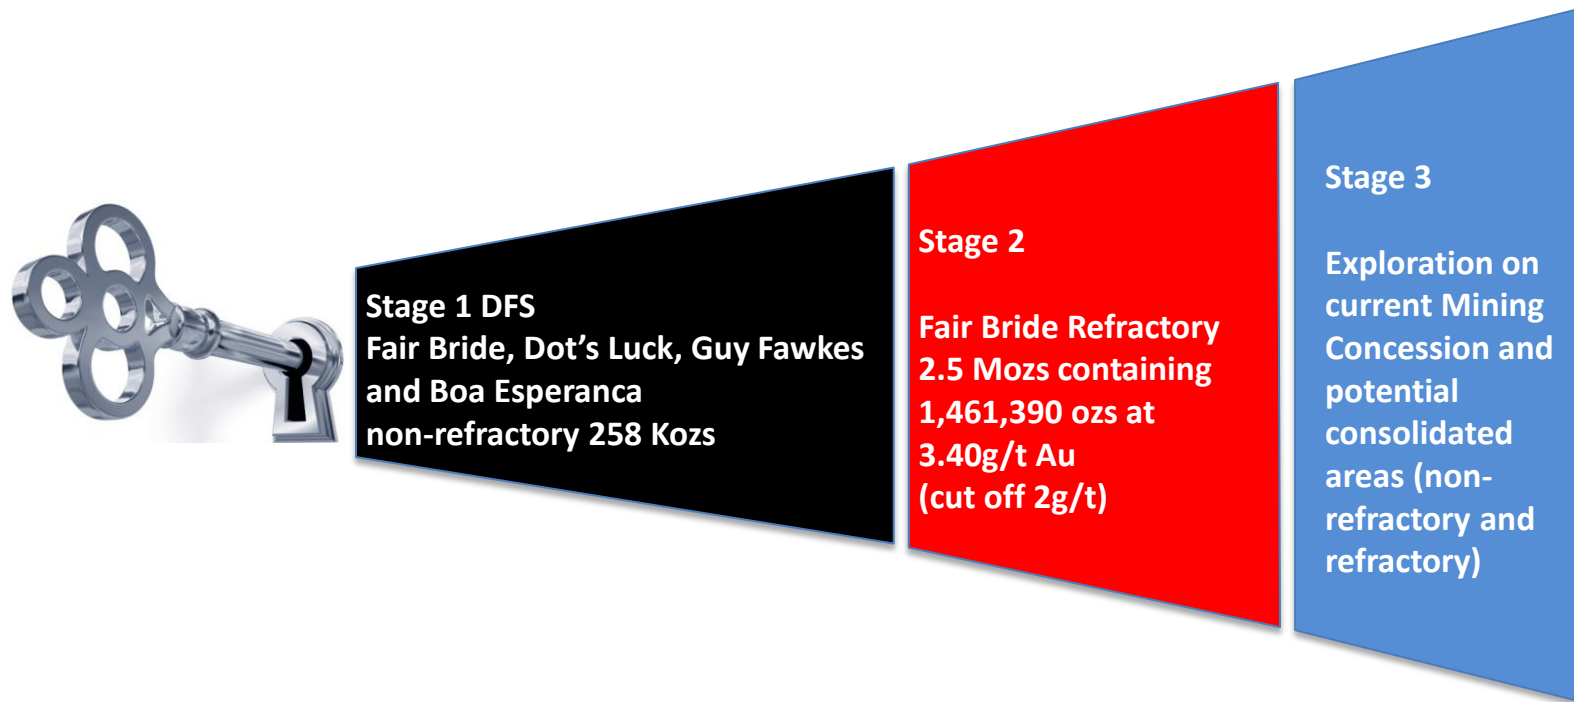 Stage 1 DFS
Fair Bride, Dot’s Luck, Guy Fawkes
and Boa Esperanca
non-refractory 258 Kozs
Stage 2
Fair Bride Refractory
2.5 Mozs containing
1,461,390 ozs at
3.40g/t Au
(cut off 2g/t)
Stage 3
Exploration on
current Mining
Concession and
potential
consolidated
areas (non-
refractory and
refractory)